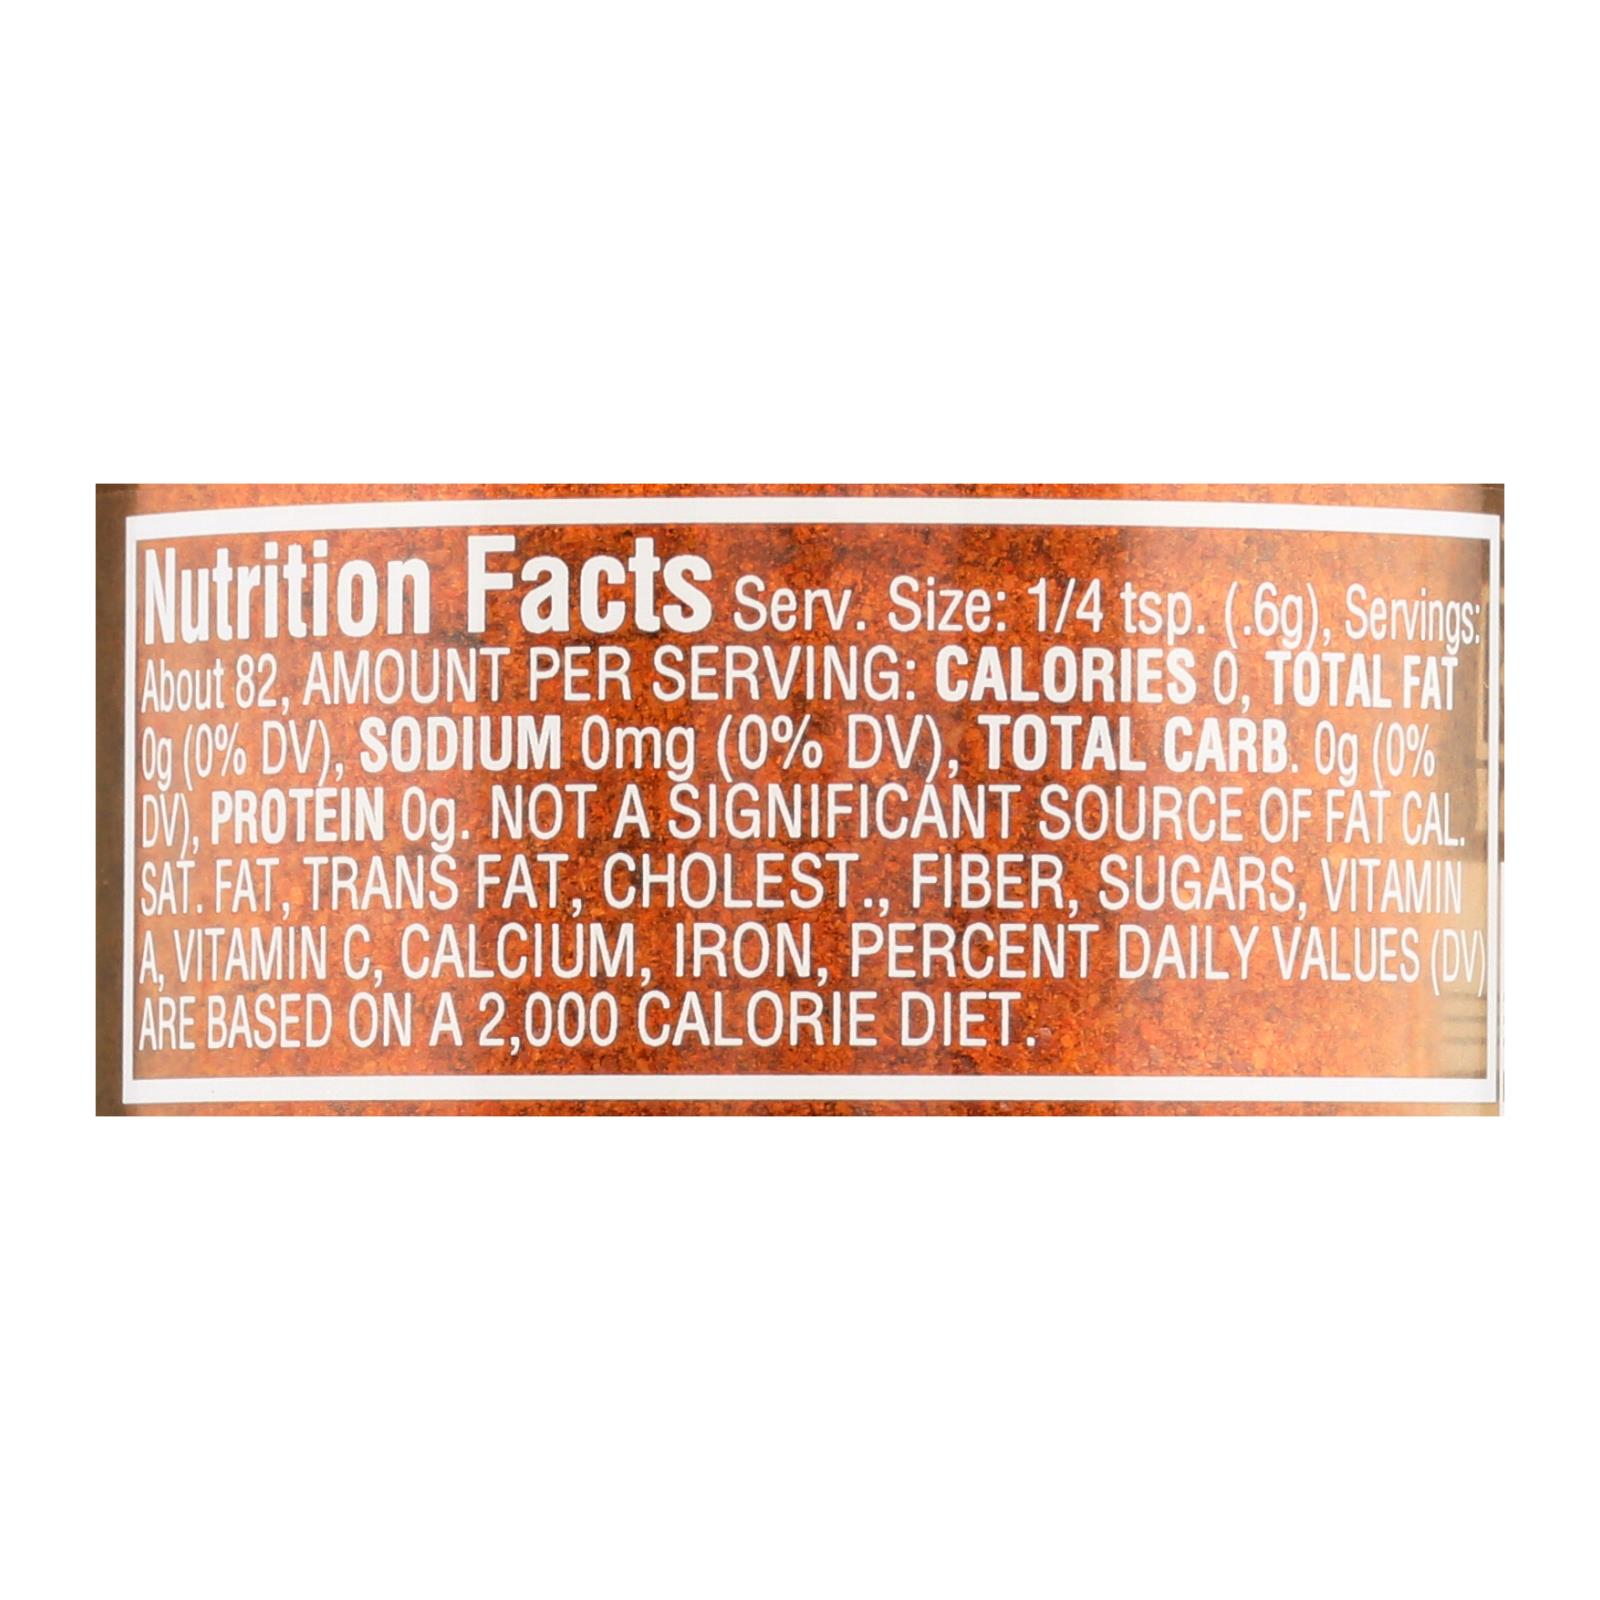 Nutrition Facts Serv. Size: 1/4 tsp. (.6g), Servings:
About 82, AMOUNT PER SERVING: CALORIES 0, TOTAL FAT
0g (0% DV), SODIUM 0mg (0% DV), TOTAL CARB. 0g (0%
DV), PROTEIN 0g. NOT A SIGNIFICANT SOURCE OF FAT CAL.
SAT. FAT, TRANS FAT, CHOLEST., FIBER, SUGARS, VITAMIN
A, VITAMIN C, CALCIUM, IRON, PERCENT DAILY VALUES (DV)
ARE BASED ON A 2,000 CALORIE DIET.